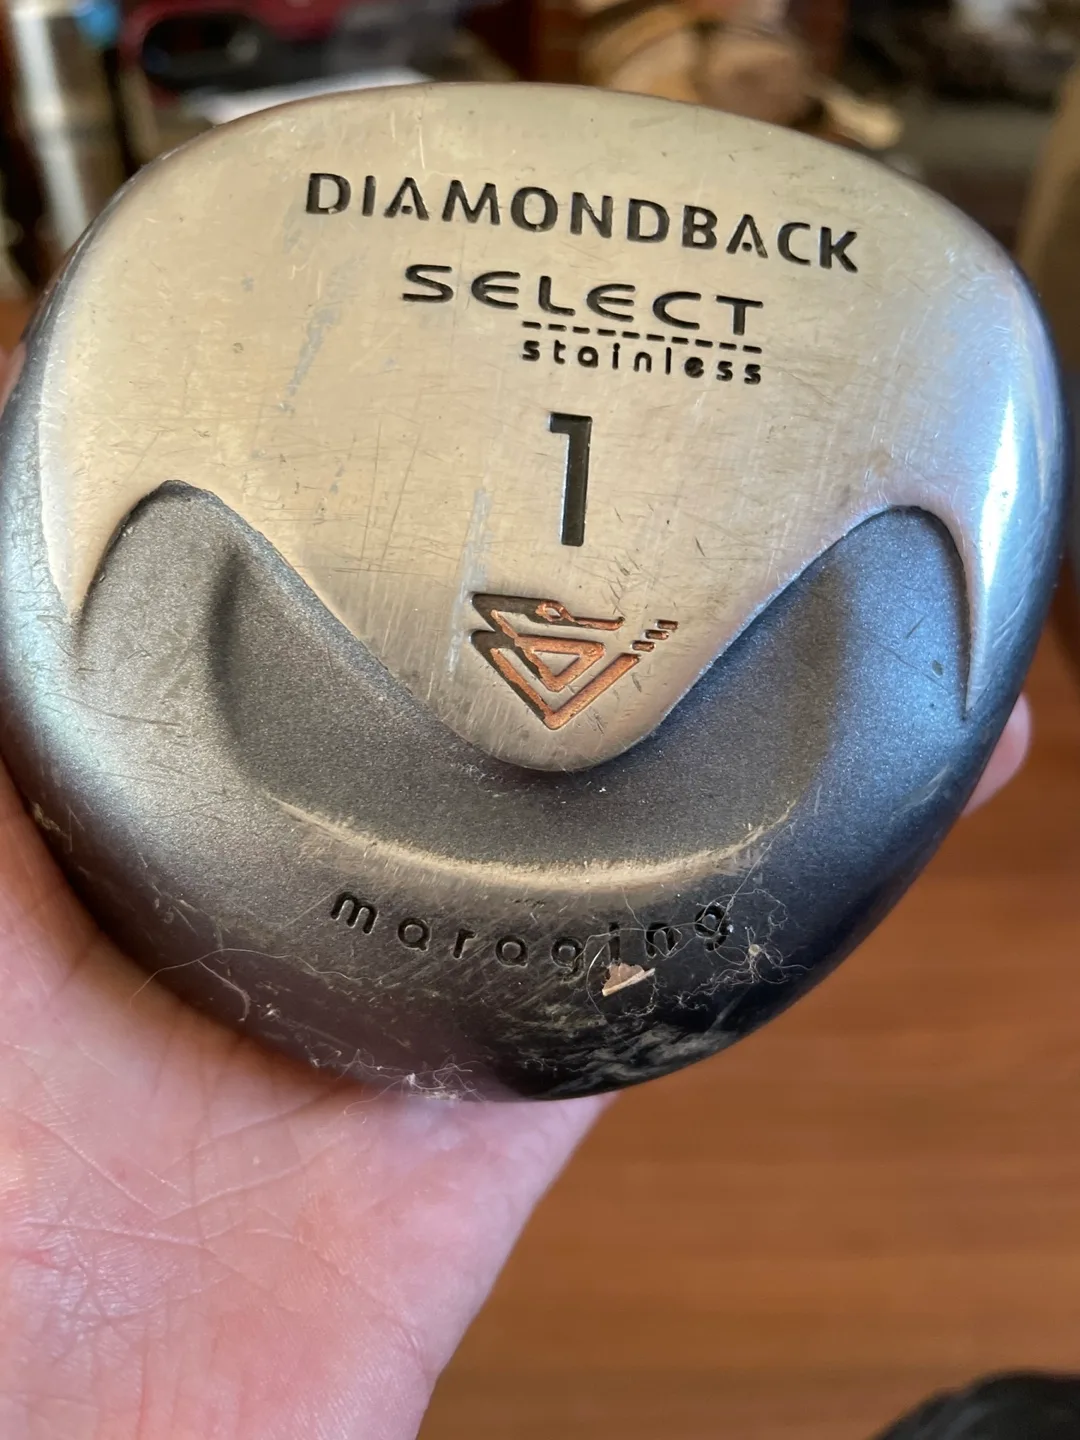 DIAMONDBACK
SELECT
stainless
1
maraging